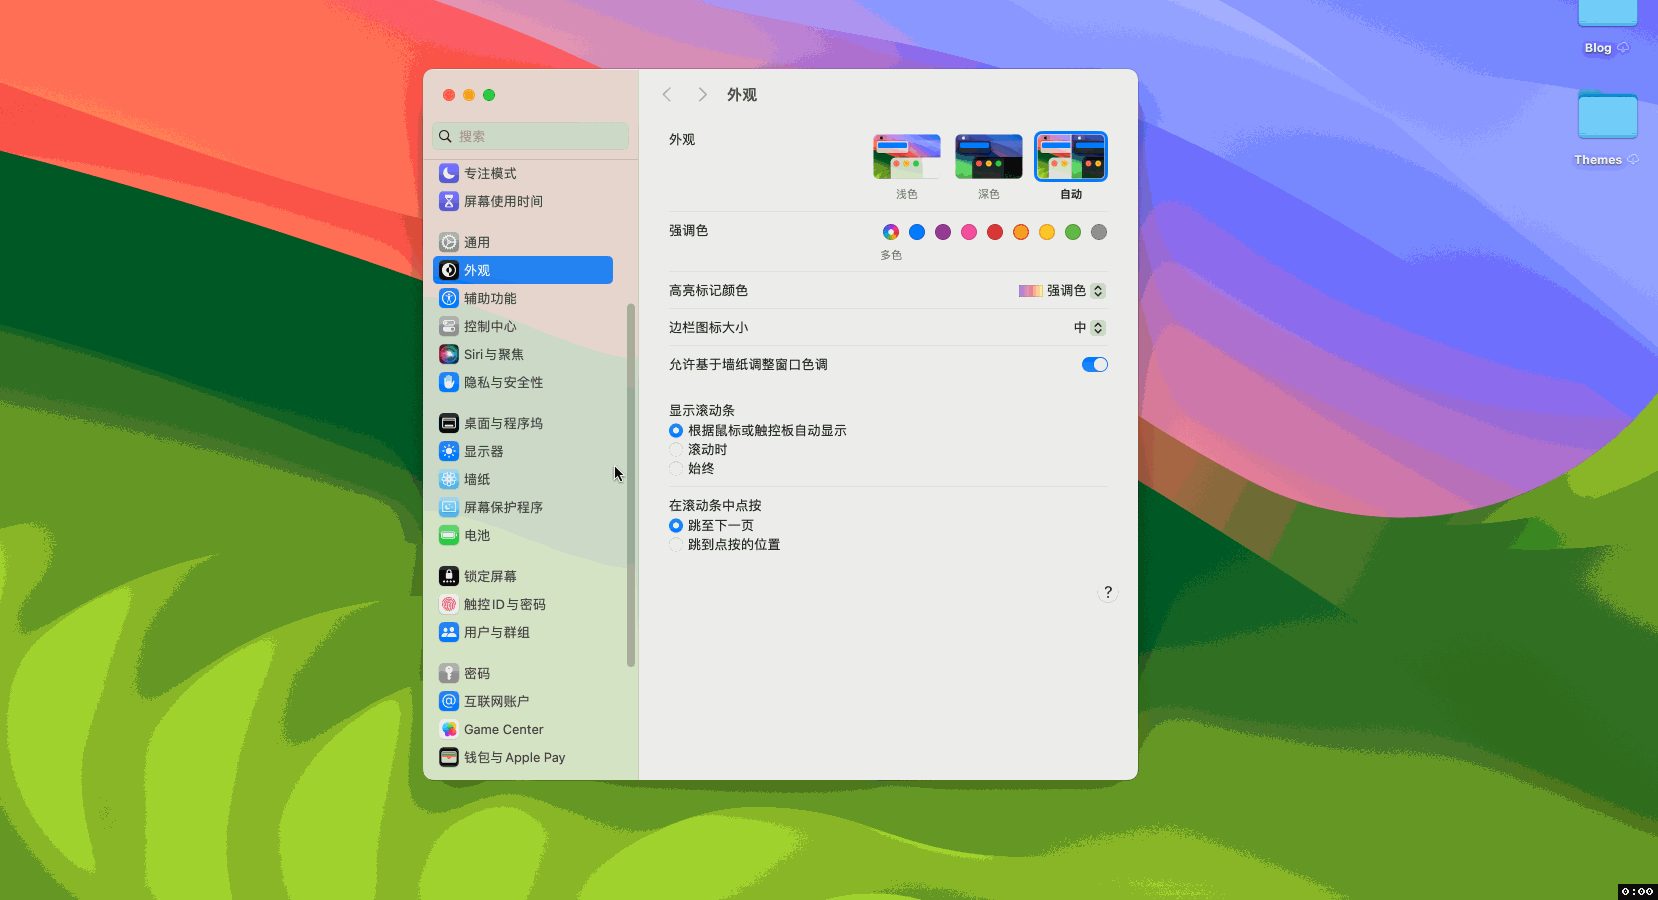 Blog
Themes
搜索
专注模式
屏幕使用时间
通用
外观
辅助功能
控制中心
Siri与聚焦
隐私与安全性
桌面与程序坞
显示器
墙纸
屏幕保护程序
电池
锁定屏幕
触控ID与密码
用户与群组
密码
互联网账户
Game Center
钱包与 Apple Pay
外观
外观
浅色
深色
自动
强调色
多色
高亮标记颜色
强调色
边栏图标大小
中
允许基于墙纸调整窗口色调
显示滚动条
根据鼠标或触控板自动显示
滚动时
始终
在滚动条中点按
跳至下一页
跳到点按的位置
?
0:00